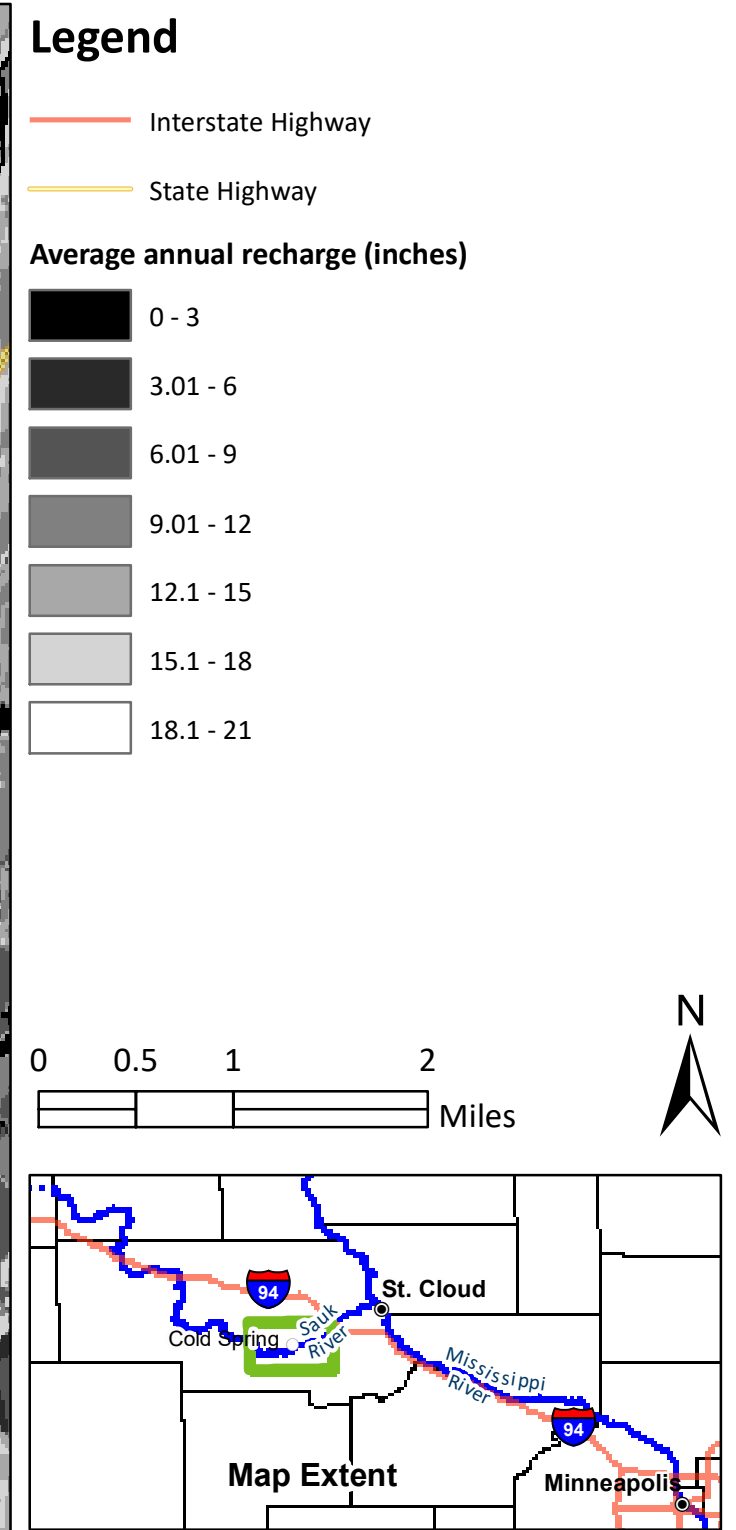 Legend
Interstate Highway
State Highway
Average annual recharge (inches)
0 - 3
3.01 - 6
6.01 - 9
9.01 - 12
12.1 - 15
15.1 - 18
18.1 - 21
N
0 0.5 1 2
Miles
94
St. Cloud
Sauk
River
Cold Spring
Mississippi
River
94
Map Extent
Minneapolis